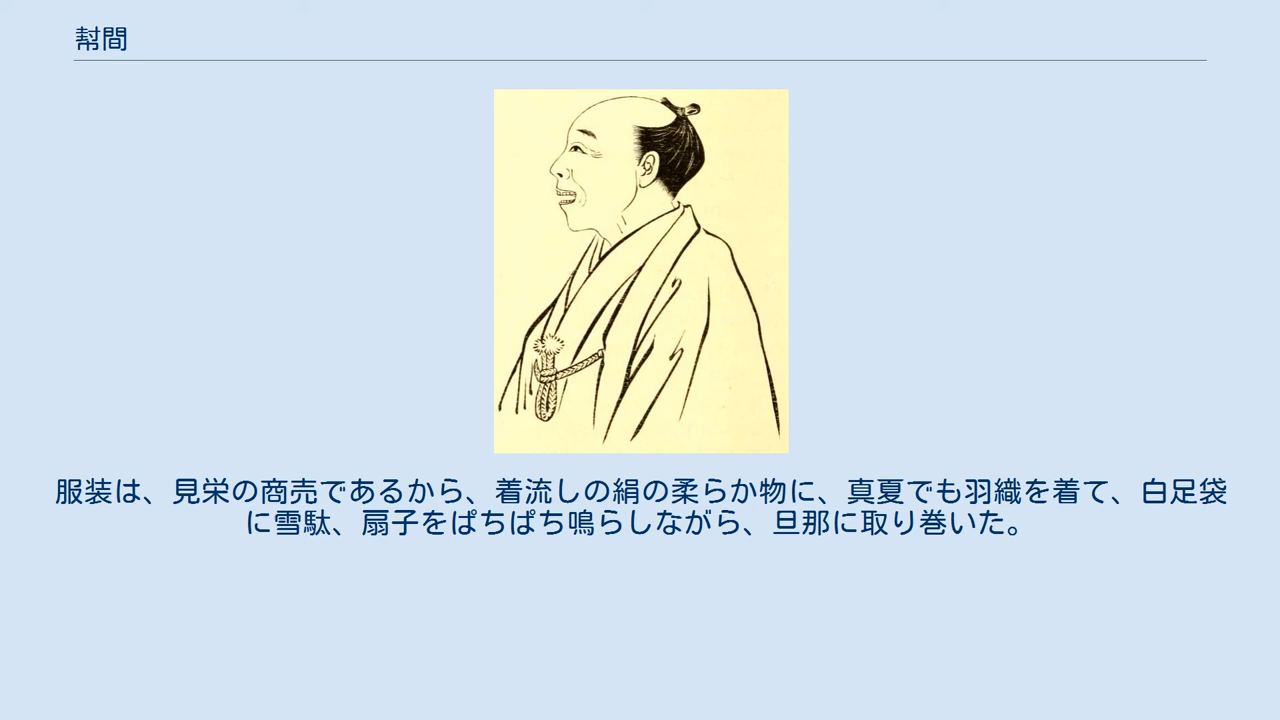 幇間
服装は、見栄の商売であるから、着流しの絹の柔らか物に、真夏でも羽織を着て、白足袋
に雪駄、扇子をぱちぱち鳴らしながら、旦那に取り巻いた。